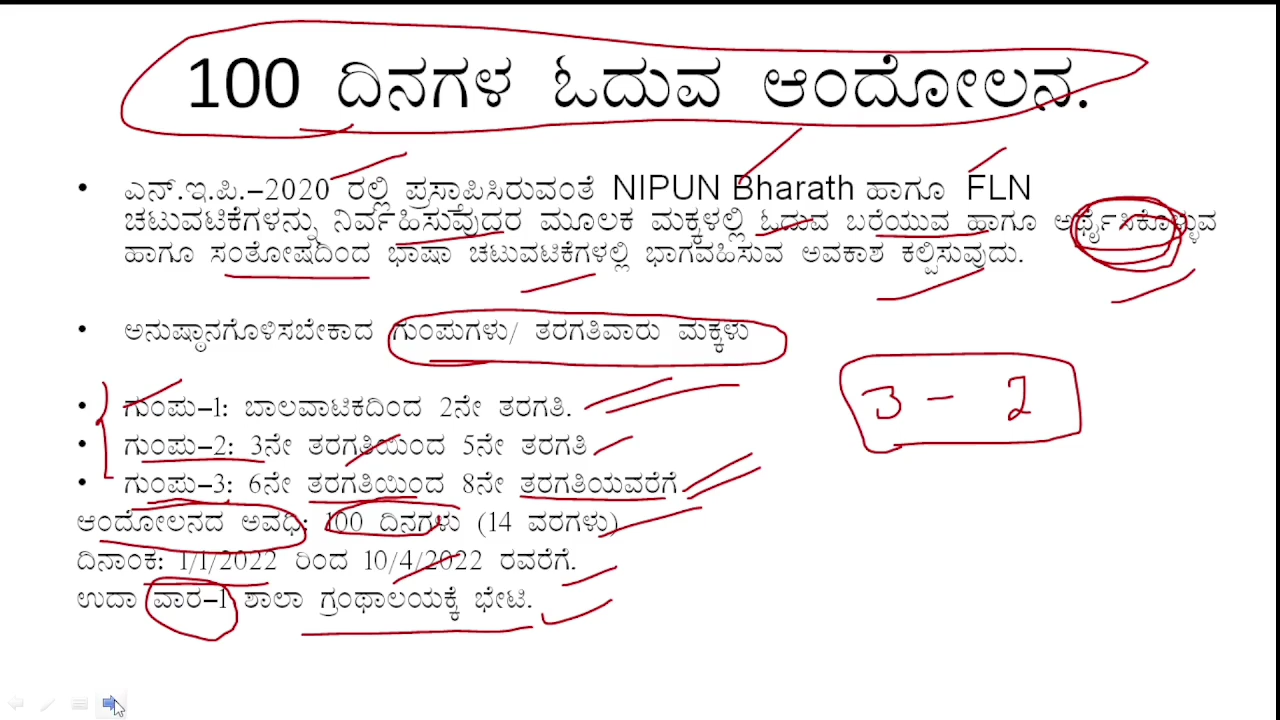 100 ದಿನಗಳ ಓದುವ ಆಂದೋಲನ.
• ಎನ್.ಇ.ಪಿ.–2020 ರಲ್ಲಿ ಪ್ರಸ್ತಾಪಿಸಿರುವಂತೆ NIPUN Bharath ಹಾಗೂ FLN
ಚಟುವಟಿಕೆಗಳನ್ನು ನಿರ್ವಹಿಸುವುದರ ಮೂಲಕ ಮಕ್ಕಳಲ್ಲಿ ಓದುವ ಬರೆಯುವ ಹಾಗೂ ಅರ್ಥೈಸಿಕೊಳ್ಳುವ
ಹಾಗೂ ಸಂತೋಷದಿಂದ ಭಾಷಾ ಚಟುವಟಿಕೆಗಳಲ್ಲಿ ಭಾಗವಹಿಸುವ ಅವಕಾಶ ಕಲ್ಪಿಸುವುದು.
• ಅನುಷ್ಠಾನಗೊಳಿಸಬೇಕಾದ ಗುಂಪುಗಳು/ ತರಗತಿವಾರು ಮಕ್ಕಳು
3 – 2
• ಗುಂಪು–1: ಬಾಲವಾಟಿಕದಿಂದ 2ನೇ ತರಗತಿ.
• ಗುಂಪು–2: 3ನೇ ತರಗತಿಯಿಂದ 5ನೇ ತರಗತಿ
• ಗುಂಪು–3: 6ನೇ ತರಗತಿಯಿಂದ 8ನೇ ತರಗತಿಯವರೆಗೆ
ಆಂದೋಲನದ ಅವಧಿ: 100 ದಿನಗಳು (14 ವರಗಳು)
ದಿನಾಂಕ: 1/1/2022 ರಿಂದ 10/4/2022 ರವರೆಗೆ.
ಉದಾ ವಾರ–1 ಶಾಲಾ ಗ್ರಂಥಾಲಯಕ್ಕೆ ಭೇಟಿ.